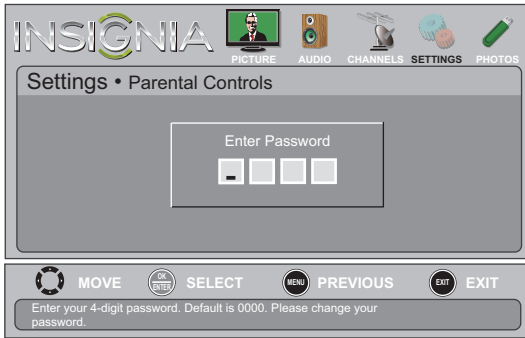 INSIGNIA
PICTURE AUDIO CHANNELS SETTINGS PHOTOS
Settings • Parental Controls
Enter Password
MOVE OK ENTER SELECT MENU PREVIOUS EXIT EXIT
Enter your 4-digit password. Default is 0000. Please change your
password.